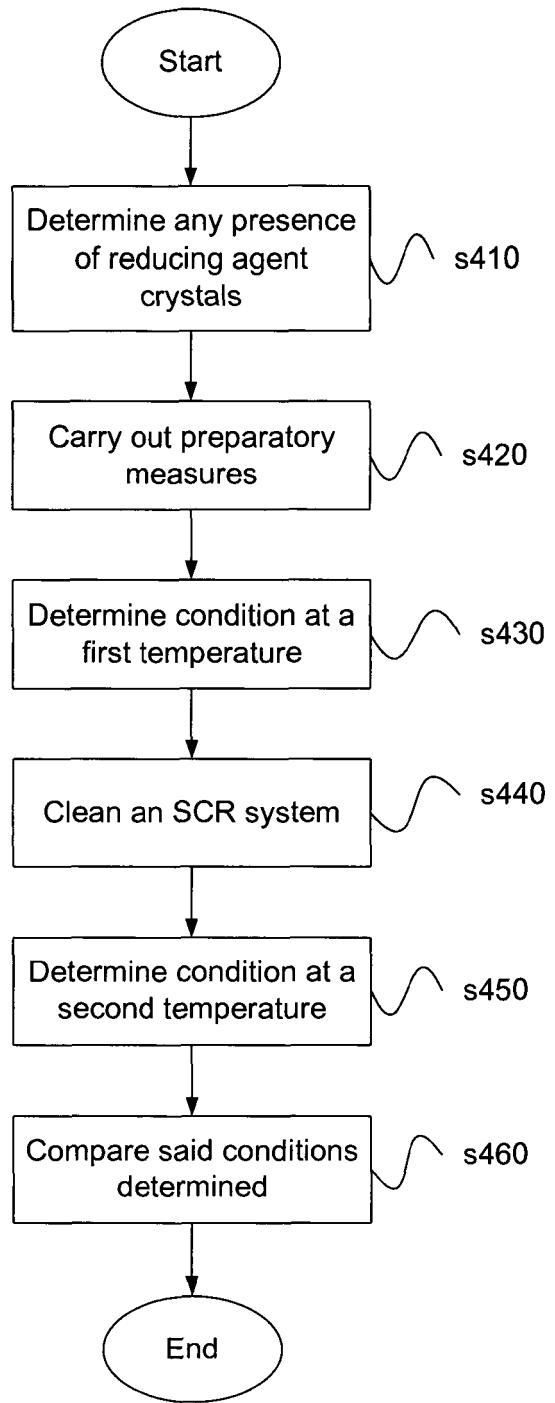 Start
Determine any presence
of reducing agent
crystals
s410
Carry out preparatory
measures
s420
Determine condition at a
first temperature
s430
Clean an SCR system
s440
Determine condition at a
second temperature
s450
Compare said conditions
determined
s460
End